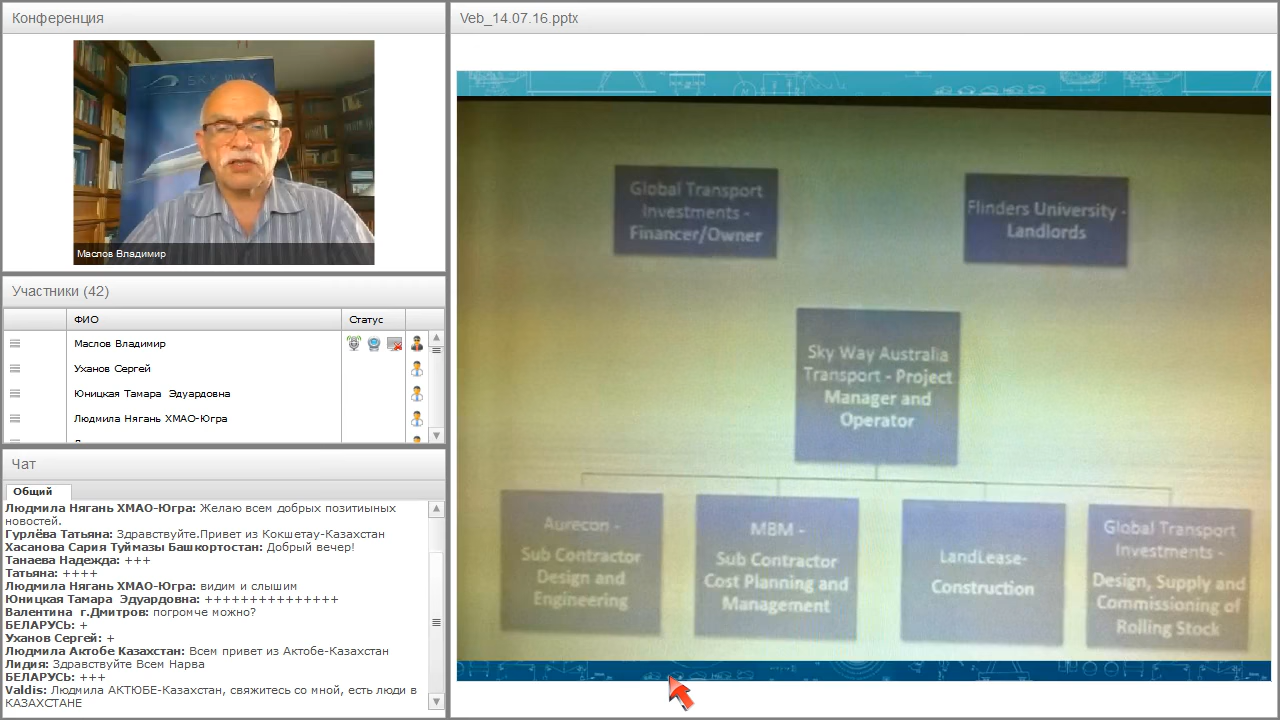 Конференция
SKY WAY
Маслов Владимир
Участники (42)
ФИО
Статус
Маслов Владимир
Уханов Сергей
Юницкая Тамара Эдуардовна
Людмила Нягань ХМАО-Югра
Чат
Общий
Людмила Нягань ХМАО-Югра: Желаю всем добрых позитиыных
новостей.
Гурлёва Татьяна: Здравствуйте.Привет из Кокшетау-Казахстан
Хасанова Сария Туймазы Башкортостан: Добрый вечер!
Танаева Надежда: +++
Татьяна: ++++
Людмила Нягань ХМАО-Югра: видим и слышим
Юницкая Тамара Эдуардовна: +++++++++++++++
Валентина г.Дмитров: погромче можно?
БЕЛАРУСЬ: +
Уханов Сергей: +
Людмила Актобе Казахстан: Всем привет из Актобе-Казахстан
Лидия: Здравствуйте Всем Нарва
БЕЛАРУСЬ: +++
Valdis: Людмила АКТЮБЕ-Казахстан, свяжитесь со мной, есть люди в
КАЗАХСТАНЕ
Veb_14.07.16.pptx
Global Transport
Investments -
Financer/Owner
Flinders University -
Landlords
Sky Way Australia
Transport - Project
Manager and
Operator
Aurecon -
Sub Contractor
Design and
Engineering
MBM -
Sub Contractor
Cost Planning and
Management
LandLease-
Construction
Global Transport
Investments -
Design, Supply and
Commissioning of
Rolling Stock